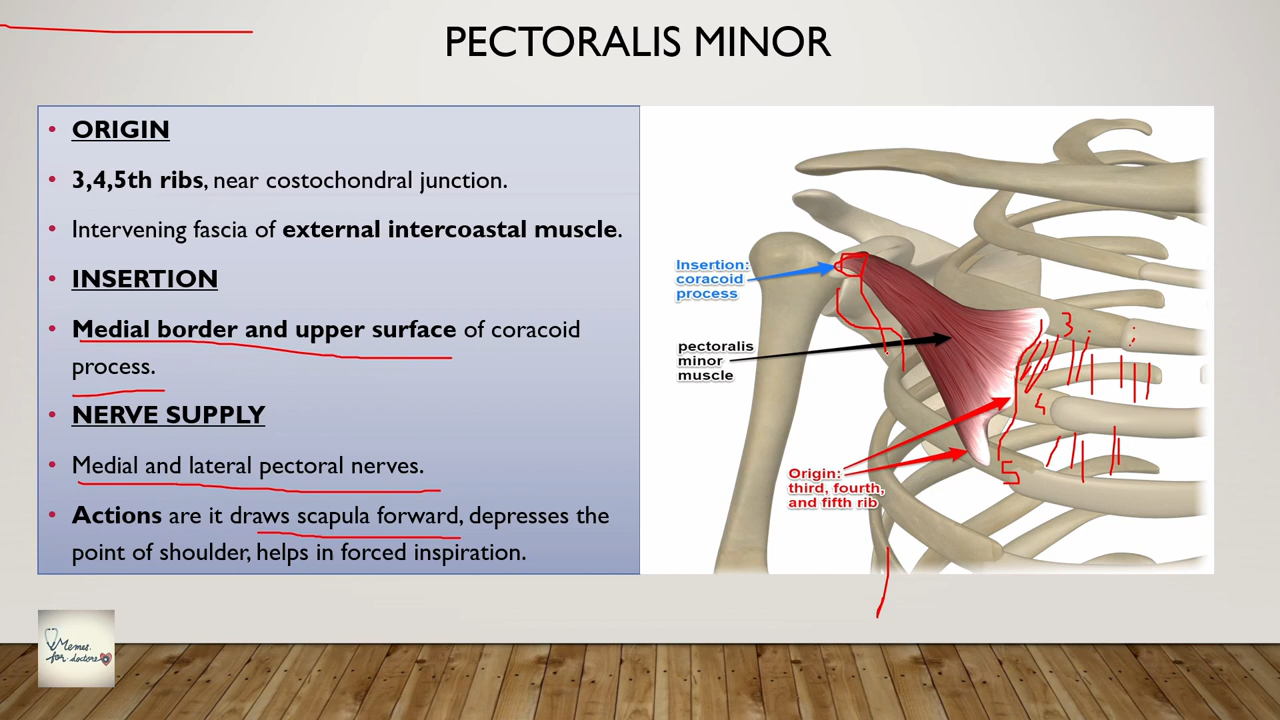 PECTORALIS MINOR
ORIGIN
3,4,5th ribs, near costochondral junction.
Intervening fascia of external intercoastal muscle.
INSERTION
Medial border and upper surface of coracoid
process.
NERVE SUPPLY
Medial and lateral pectoral nerves.
Actions are it draws scapula forward, depresses the
point of shoulder, helps in forced inspiration.
Insertion:
coracoid
process
pectoralis
minor
muscle
Origin:
third, fourth,
and fifth rib
3
4
5
Memes
for doctors